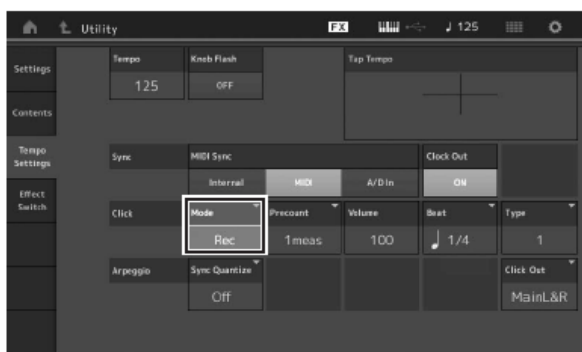 Utility FX ♩ 125
Settings
Contents
Tempo
Settings
Effect
Switch
Tempo Knob Flash Tap Tempo
125 OFF
Sync MIDI Sync Clock Out
Internal MIDI A/D In ON
Click Mode Precount Volume Beat Type
Rec 1meas 100 ♩ 1/4 1
Arpeggio Sync Quantize Click Out
Off MainL&R